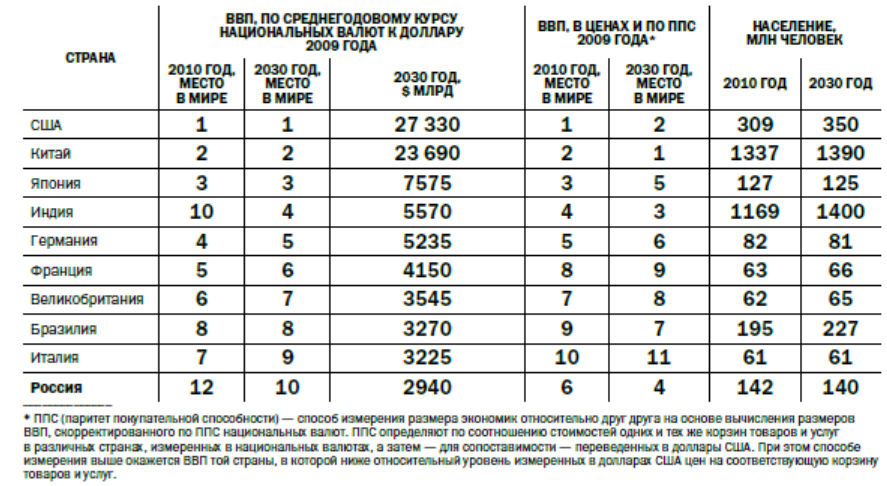 СТРАНА
ВВП, ПО СРЕДНЕГОДОВОМУ КУРСУ
НАЦИОНАЛЬНЫХ ВАЛЮТ К ДОЛЛАРУ
2009 ГОДА
ВВП, В ЦЕНАХ И ПО ППС
2009 ГОДА*
НАСЕЛЕНИЕ,
МЛН ЧЕЛОВЕК
2010 ГОД,
МЕСТО
В МИРЕ
2030 ГОД,
МЕСТО
В МИРЕ
2030 ГОД,
$ МЛРД
2010 ГОД,
МЕСТО
В МИРЕ
2030 ГОД,
МЕСТО
В МИРЕ
2010 ГОД
2030 ГОД
США 1 1 27 330 1 2 309 350
Китай 2 2 23 690 2 1 1337 1390
Япония 3 3 7575 3 5 127 125
Индия 10 4 5570 4 3 1169 1400
Германия 4 5 5235 5 6 82 81
Франция 5 6 4150 8 9 63 66
Великобритания 6 7 3545 7 8 62 65
Бразилия 8 8 3270 9 7 195 227
Италия 7 9 3225 10 11 61 61
Россия 12 10 2940 6 4 142 140
* ППС (паритет покупательной способности) — способ измерения размера экономик относительно друг друга на основе вычисления размеров
ВВП, скорректированного по ППС национальных валют. ППС определяют по соотношению стоимостей одних и тех же корзин товаров и услуг
в различных странах, измеренных в национальных валютах, а затем — для сопоставимости — переведенных в доллары США. При этом способе
измерения выше окажется ВВП той страны, в которой ниже относительный уровень измеренных в долларах США цен на соответствующую корзину
товаров и услуг.